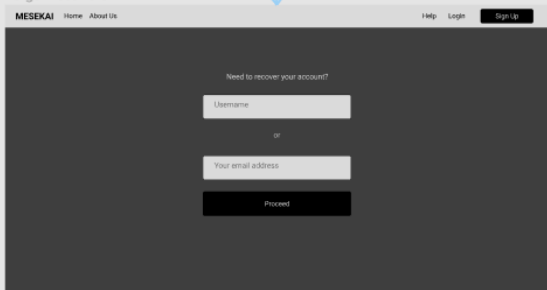 MESEKAI Home About Us Help Login Sign Up
Need to recover your account?
Username
or
Your email address
Proceed